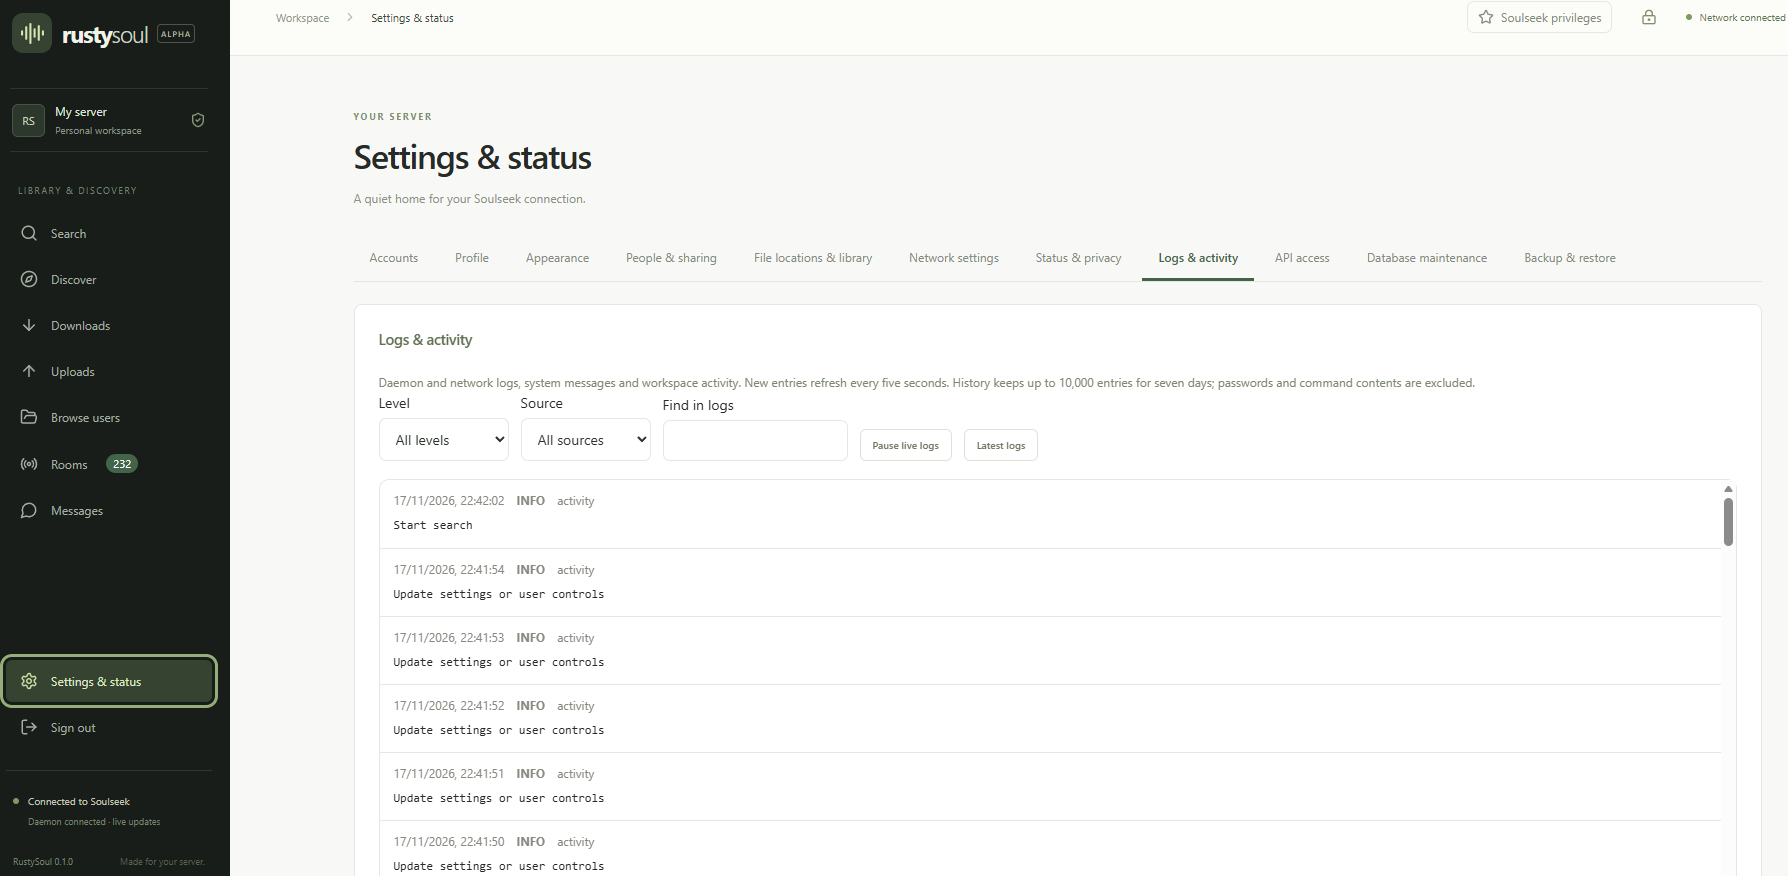 rustysoul ALPHA
RS
My server
Personal workspace
LIBRARY & DISCOVERY
Search
Discover
Downloads
Uploads
Browse users
Rooms 232
Messages
Settings & status
Sign out
Connected to Soulseek
Daemon connected · live updates
RustySoul 0.1.0 Made for your server.
Workspace > Settings & status
Soulseek privileges
Network connected
YOUR SERVER
Settings & status
A quiet home for your Soulseek connection.
Accounts Profile Appearance People & sharing File locations & library Network settings Status & privacy Logs & activity API access Database maintenance Backup & restore
Logs & activity
Daemon and network logs, system messages and workspace activity. New entries refresh every five seconds. History keeps up to 10,000 entries for seven days; passwords and command contents are excluded.
Level Source Find in logs
All levels All sources Pause live logs Latest logs
17/11/2026, 22:42:02 INFO activity
Start search
17/11/2026, 22:41:54 INFO activity
Update settings or user controls
17/11/2026, 22:41:53 INFO activity
Update settings or user controls
17/11/2026, 22:41:52 INFO activity
Update settings or user controls
17/11/2026, 22:41:51 INFO activity
Update settings or user controls
17/11/2026, 22:41:50 INFO activity
Update settings or user controls